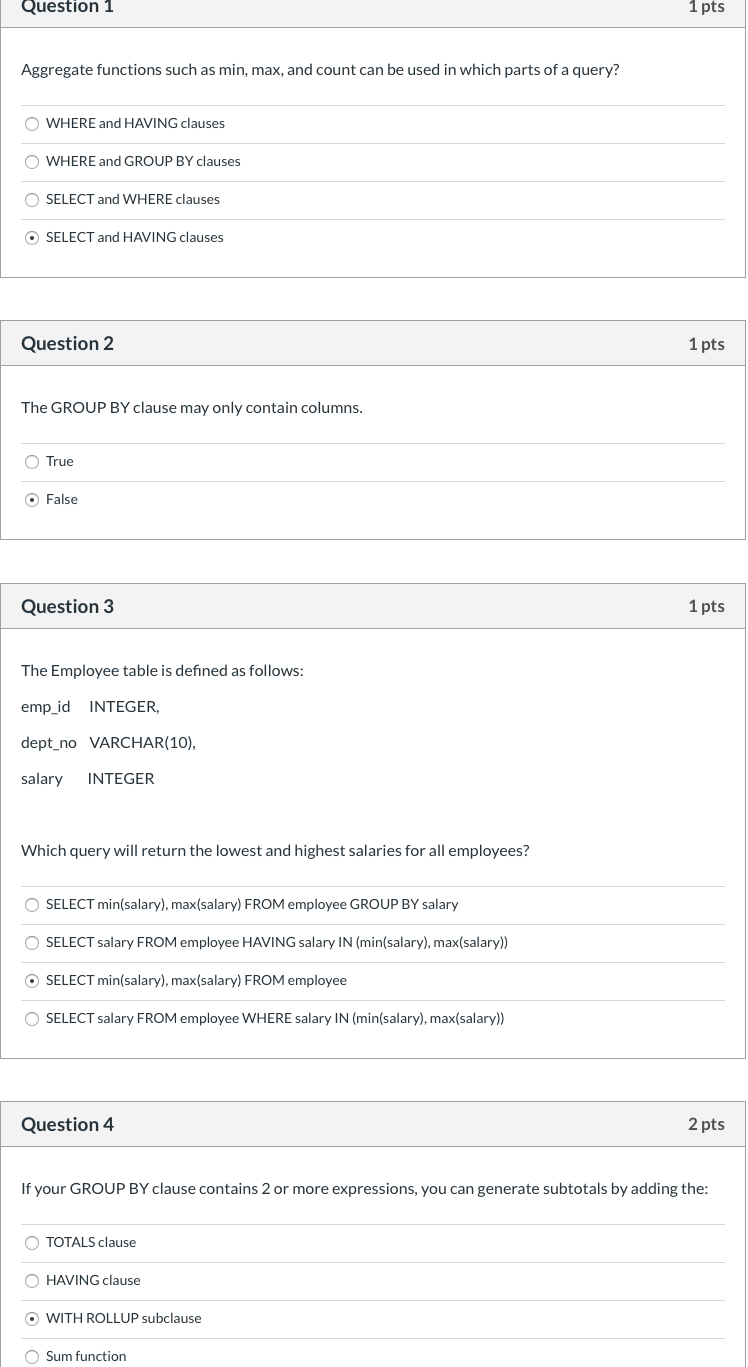 Question 1
1 pts
Aggregate functions such as min, max, and count can be used in which parts of a query?
WHERE and HAVING clauses
WHERE and GROUP BY clauses
SELECT and WHERE clauses
SELECT and HAVING clauses
Question 2
1 pts
The GROUP BY clause may only contain columns.
True
False
Question 3
1 pts
The Employee table is defined as follows:
emp_id INTEGER,
dept_no VARCHAR(10),
salary INTEGER
Which query will return the lowest and highest salaries for all employees?
SELECT min(salary), max(salary) FROM employee GROUP BY salary
SELECT salary FROM employee HAVING salary IN (min(salary), max(salary))
SELECT min(salary), max(salary) FROM employee
SELECT salary FROM employee WHERE salary IN (min(salary), max(salary))
Question 4
2 pts
If your GROUP BY clause contains 2 or more expressions, you can generate subtotals by adding the:
TOTALS clause
HAVING clause
WITH ROLLUP subclause
Sum function